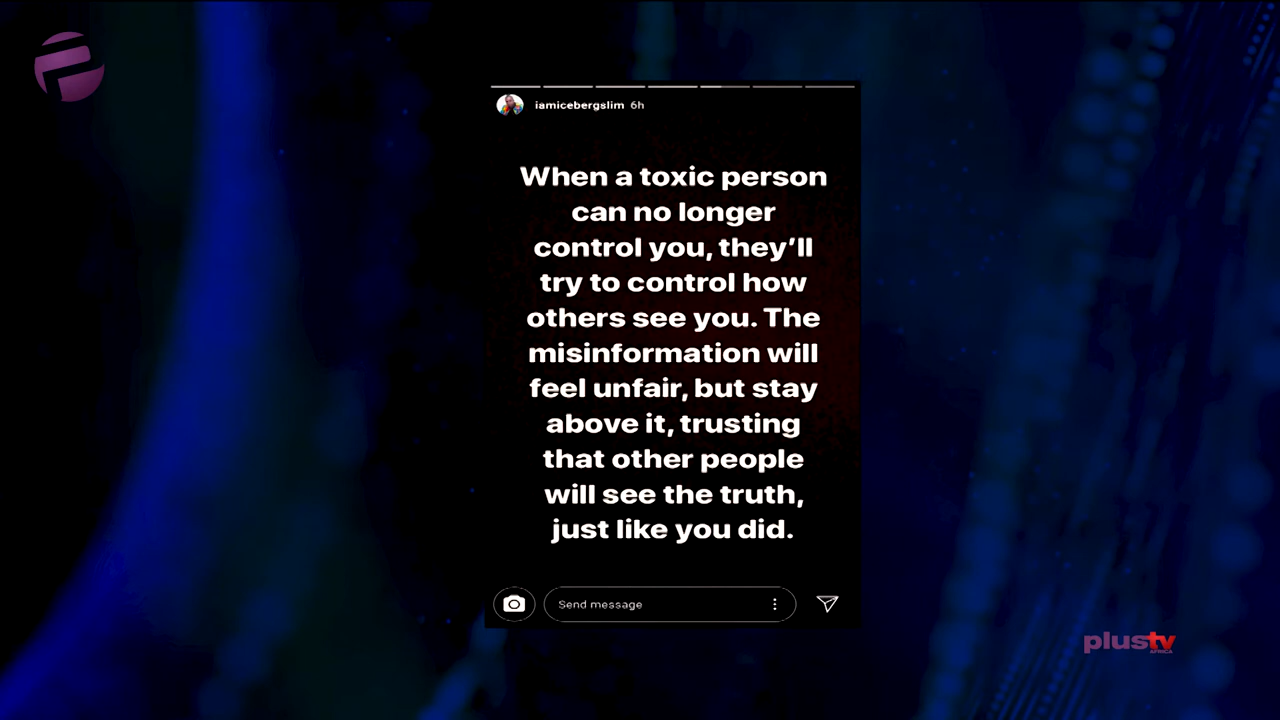 iamicebergslim 6h
When a toxic person
can no longer
control you, they’ll
try to control how
others see you. The
misinformation will
feel unfair, but stay
above it, trusting
that other people
will see the truth,
just like you did.
Send message
plustv
AFRICA